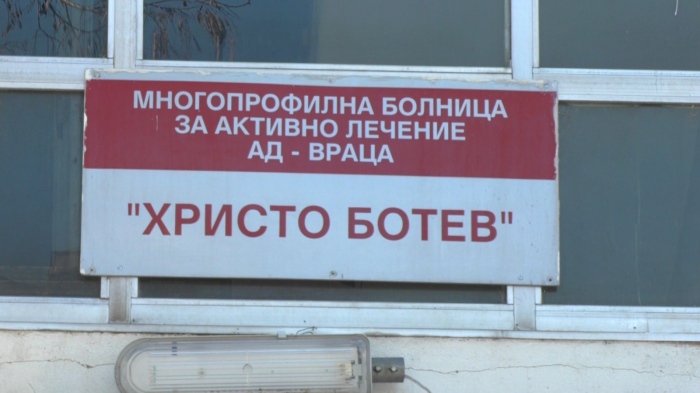 МНОГОПРОФИЛНА БОЛНИЦА
ЗА АКТИВНО ЛЕЧЕНИЕ
АД - ВРАЦА
"ХРИСТО БОТЕВ"